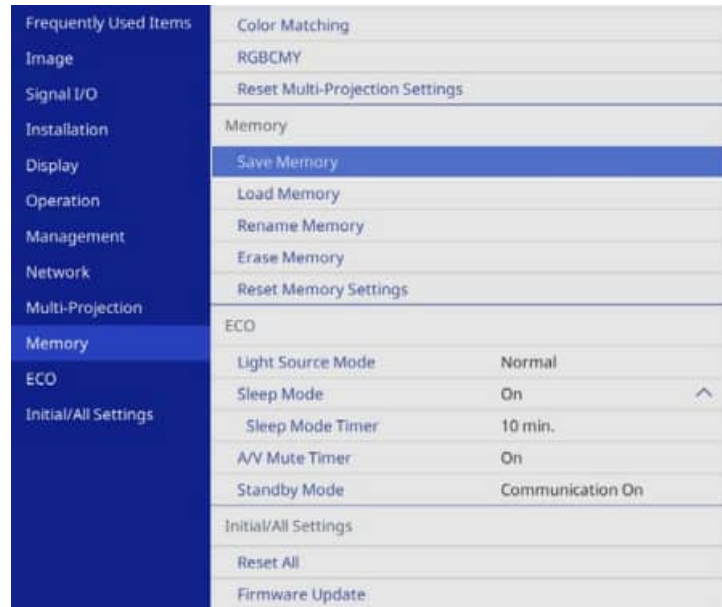 Frequently Used Items
Image
Signal I/O
Installation
Display
Operation
Management
Network
Multi-Projection
Memory
ECO
Initial/All Settings
Color Matching
RGBCMY
Reset Multi-Projection Settings
Memory
Save Memory
Load Memory
Rename Memory
Erase Memory
Reset Memory Settings
ECO
Light Source Mode Normal
Sleep Mode On
Sleep Mode Timer 10 min.
A/V Mute Timer On
Standby Mode Communication On
Initial/All Settings
Reset All
Firmware Update